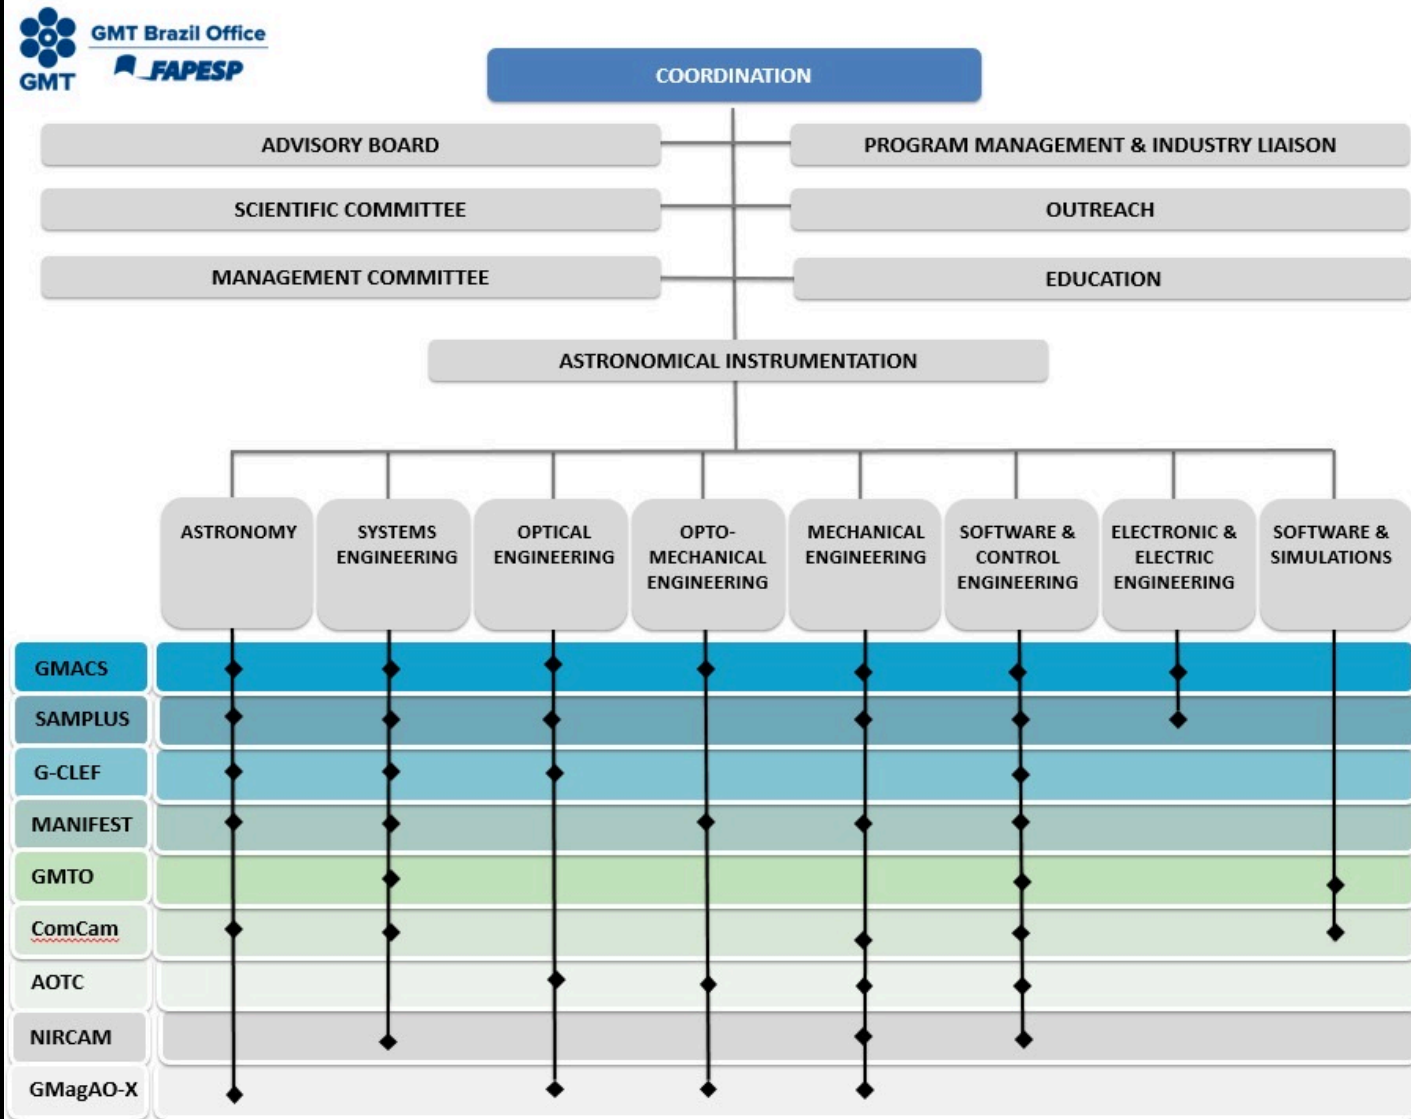 GMT Brazil Office
GMT
FAPESP
COORDINATION
ADVISORY BOARD
PROGRAM MANAGEMENT & INDUSTRY LIAISON
SCIENTIFIC COMMITTEE
OUTREACH
MANAGEMENT COMMITTEE
EDUCATION
ASTRONOMICAL INSTRUMENTATION
ASTRONOMY
SYSTEMS
ENGINEERING
OPTICAL
ENGINEERING
OPTO-
MECHANICAL
ENGINEERING
MECHANICAL
ENGINEERING
SOFTWARE &
CONTROL
ENGINEERING
ELECTRONIC &
ELECTRIC
ENGINEERING
SOFTWARE &
SIMULATIONS
GMACS
SAMPLUS
G-CLEF
MANIFEST
GMTO
ComCam
AOTC
NIRCAM
GMagAO-X